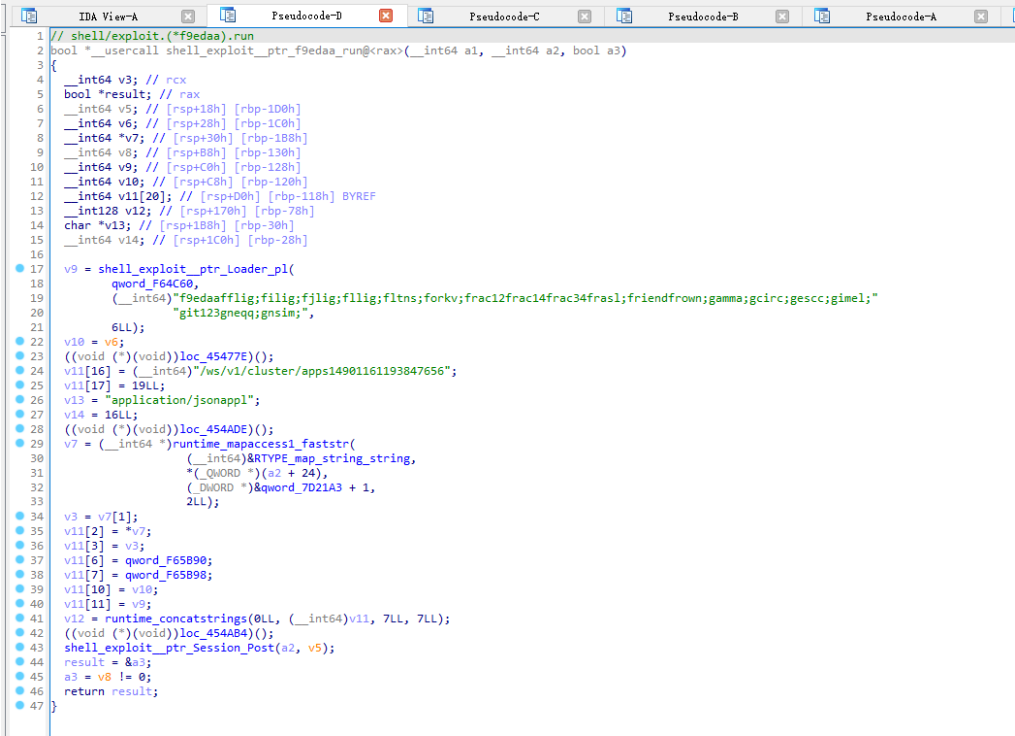 IDA View-A Pseudocode-D Pseudocode-C Pseudocode-B Pseudocode-A
1 // shell/exploit.(*f9edaa).run
2 bool *__usercall shell_exploit__ptr_f9edaa_run@<rax>(__int64 a1, __int64 a2, bool a3)
3 {
4 __int64 v3; // rcx
5 bool *result; // rax
6 __int64 v5; // [rsp+18h] [rbp-1D0h]
7 __int64 v6; // [rsp+28h] [rbp-1C0h]
8 __int64 *v7; // [rsp+30h] [rbp-1B8h]
9 __int64 v8; // [rsp+B8h] [rbp-130h]
10 __int64 v9; // [rsp+C0h] [rbp-128h]
11 __int64 v10; // [rsp+C8h] [rbp-120h]
12 __int64 v11[20]; // [rsp+D0h] [rbp-118h] BYREF
13 __int128 v12; // [rsp+170h] [rbp-78h]
14 char *v13; // [rsp+1B8h] [rbp-30h]
15 __int64 v14; // [rsp+1C0h] [rbp-28h]
16
17 v9 = shell_exploit__ptr_Loader_pl(
18 qword_F64C60,
19 (__int64)"f9edaafflig;filig;fjlig;fllig;fltns;forkv;frac12frac14frac34frasl;friendfrown;gamma;gcirc;gescc;gimel;"
20 "git123gneqq;gnsim;",
21 6LL);
22 v10 = v6;
23 ((void (*)(void))loc_45477E)();
24 v11[16] = (__int64)"/ws/v1/cluster/apps14901161193847656";
25 v11[17] = 19LL;
26 v13 = "application/jsonappl";
27 v14 = 16LL;
28 ((void (*)(void))loc_454ADE)();
29 v7 = (__int64 *)runtime_mapaccess1_faststr(
30 (__int64)&RTYPE_map_string_string,
31 *(_QWORD *)(a2 + 24),
32 (_DWORD *)&qword_7D21A3 + 1,
33 2LL);
34 v3 = v7[1];
35 v11[2] = *v7;
36 v11[3] = v3;
37 v11[6] = qword_F65B90;
38 v11[7] = qword_F65B98;
39 v11[10] = v10;
40 v11[11] = v9;
41 v12 = runtime_concatstrings(0LL, (__int64)v11, 7LL, 7LL);
42 ((void (*)(void))loc_454AB4)();
43 shell_exploit__ptr_Session_Post(a2, v5);
44 result = &a3;
45 a3 = v8 != 0;
46 return result;
47 }